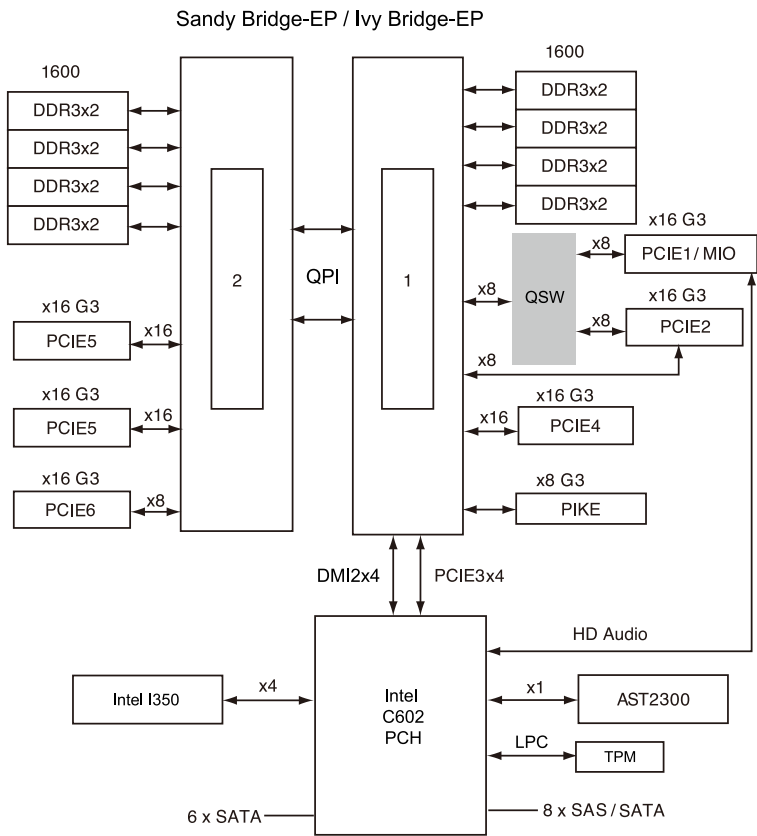 Sandy Bridge-EP / Ivy Bridge-EP
1600
DDR3x2
DDR3x2
DDR3x2
DDR3x2
1600
DDR3x2
DDR3x2
DDR3x2
DDR3x2
2
QPI
1
x8
QSW
x8
x16 G3
PCIE1/ MIO
x8
x16 G3
PCIE2
x8
x16 G3
PCIE5
x16
x16 G3
PCIE5
x16
x16 G3
PCIE6
x8
x16
x16 G3
PCIE4
x8 G3
PIKE
DMI2x4
PCIE3x4
HD Audio
Intel I350
x4
Intel
C602
PCH
x1
AST2300
LPC
TPM
6 x SATA
8 x SAS / SATA